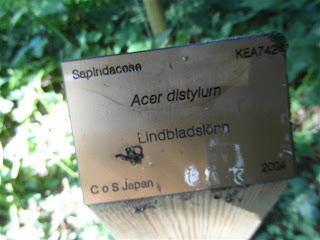 Sapindaceae KEA742
Acer distylum
Lindbladslönn
C o S Japan 2004